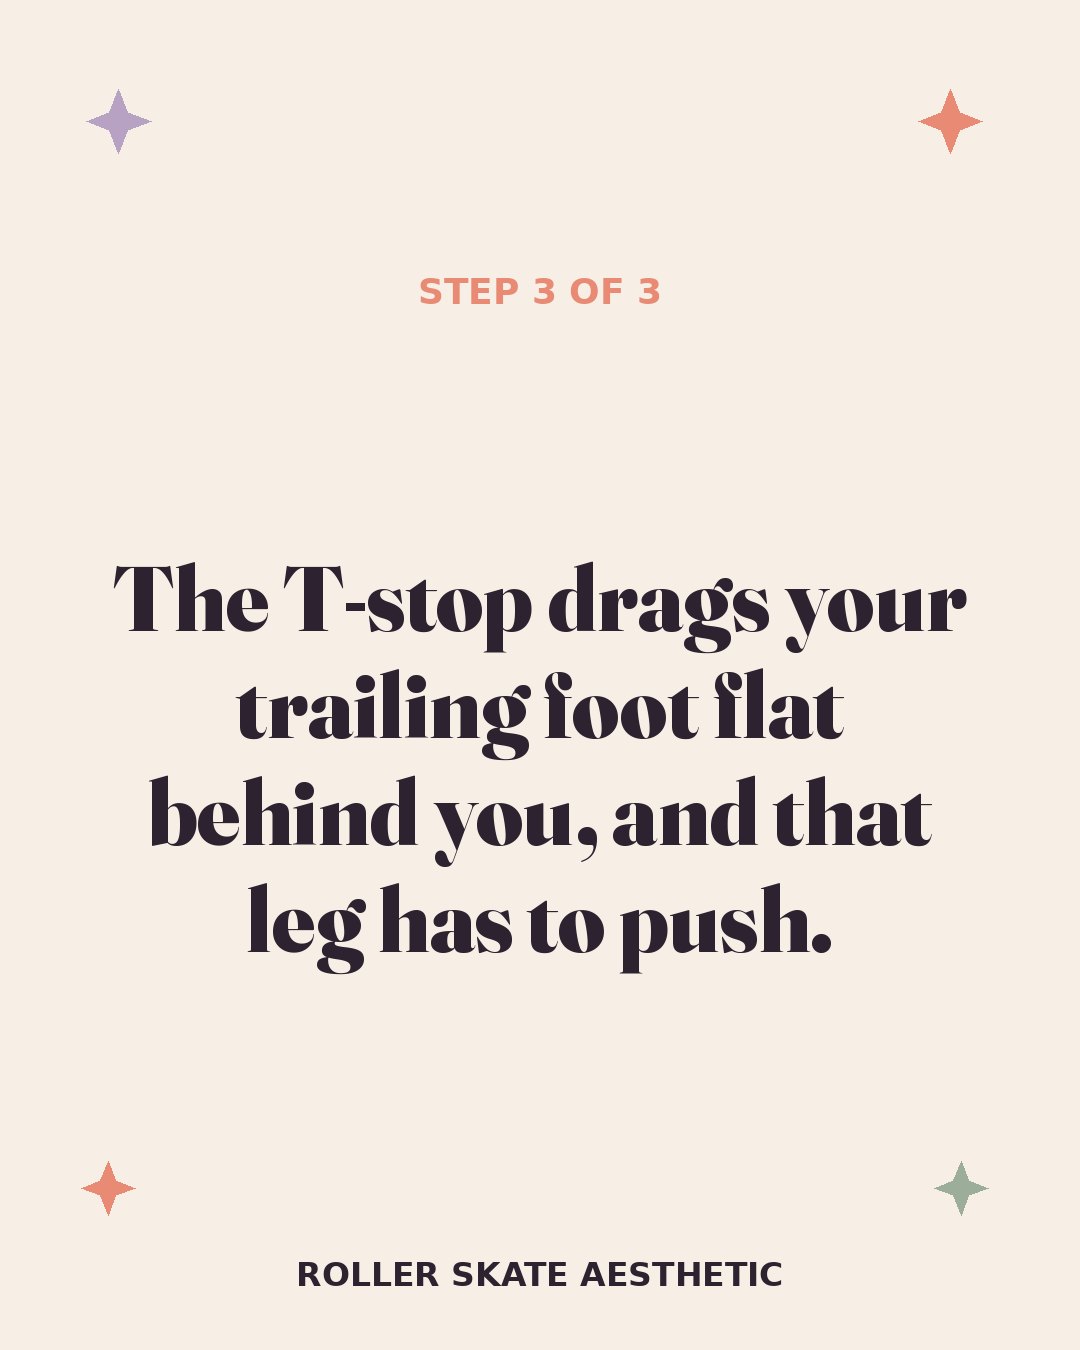 STEP 3 OF 3
The T-stop drags your
trailing foot flat
behind you, and that
leg has to push.
ROLLER SKATE AESTHETIC